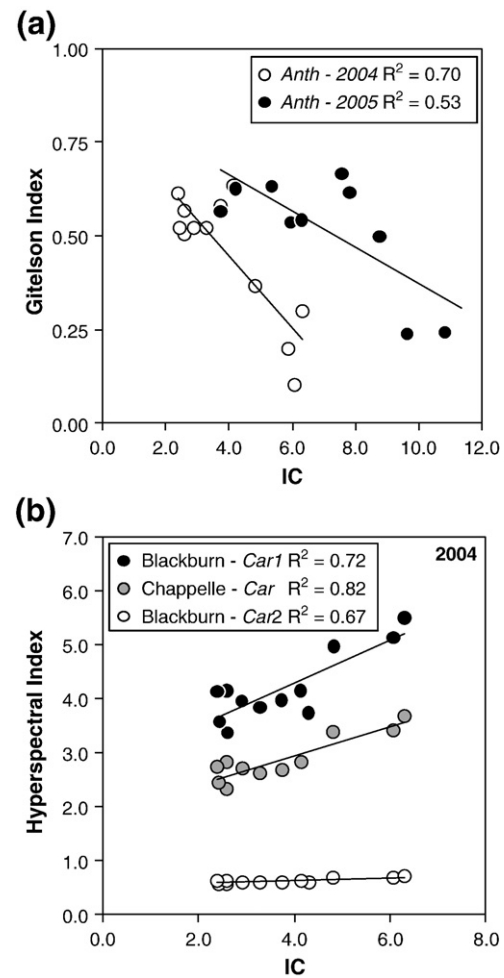 (a)
1.00
0.75
0.50
0.25
0.00
Gitelson Index
Anth - 2004 R² = 0.70
Anth - 2005 R² = 0.53
0.0 2.0 4.0 6.0 8.0 10.0 12.0
IC
(b)
7.0
6.0
5.0
4.0
3.0
2.0
1.0
0.0
Hyperspectral Index
Blackburn - Car1 R² = 0.72
Chappelle - Car R² = 0.82
Blackburn - Car2 R² = 0.67
2004
0.0 2.0 4.0 6.0 8.0
IC